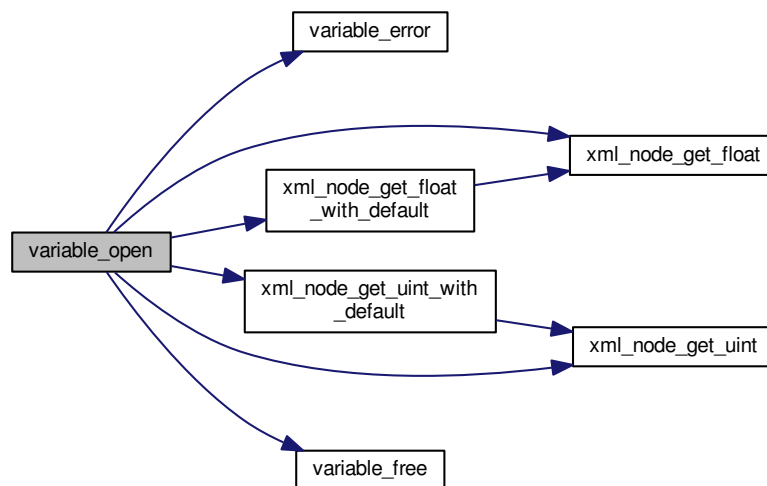 variable_error
xml_node_get_float
xml_node_get_float
_with_default
variable_open
xml_node_get_uint_with
_default
xml_node_get_uint
variable_free